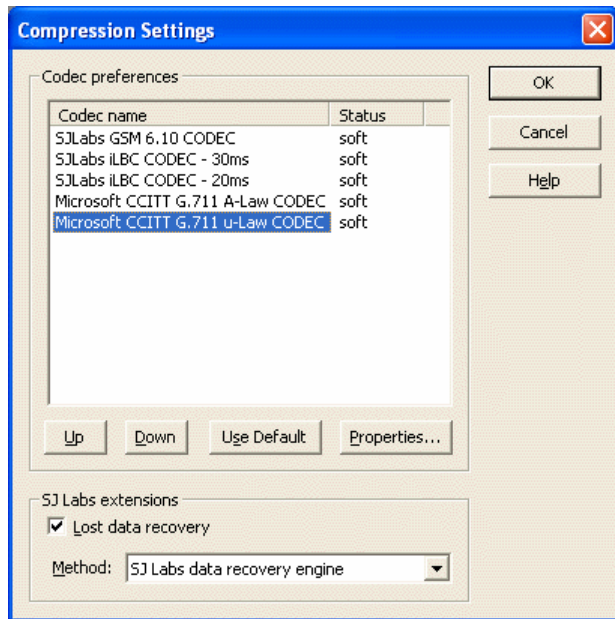 Compression Settings
Codec preferences
Codec name Status
SJLabs GSM 6.10 CODEC soft
SJLabs iLBC CODEC - 30ms soft
SJLabs iLBC CODEC - 20ms soft
Microsoft CCITT G.711 A-Law CODEC soft
Microsoft CCITT G.711 u-Law CODEC soft
Up Down Use Default Properties...
SJ Labs extensions
Lost data recovery
Method: SJ Labs data recovery engine
OK
Cancel
Help